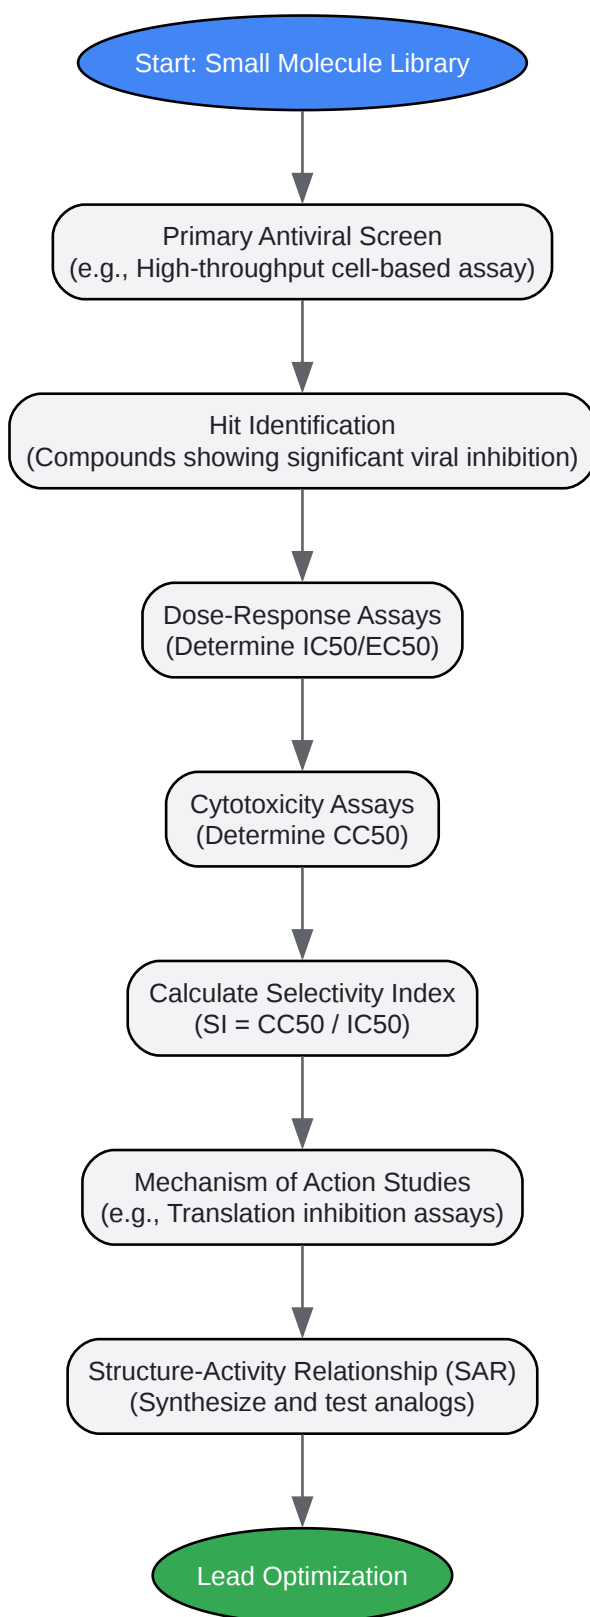 Start: Small Molecule Library
Primary Antiviral Screen
(e.g., High-throughput cell-based assay)
Hit Identification
(Compounds showing significant viral inhibition)
Dose-Response Assays
(Determine IC50/EC50)
Cytotoxicity Assays
(Determine CC50)
Calculate Selectivity Index
(SI = CC50 / IC50)
Mechanism of Action Studies
(e.g., Translation inhibition assays)
Structure-Activity Relationship (SAR)
(Synthesize and test analogs)
Lead Optimization